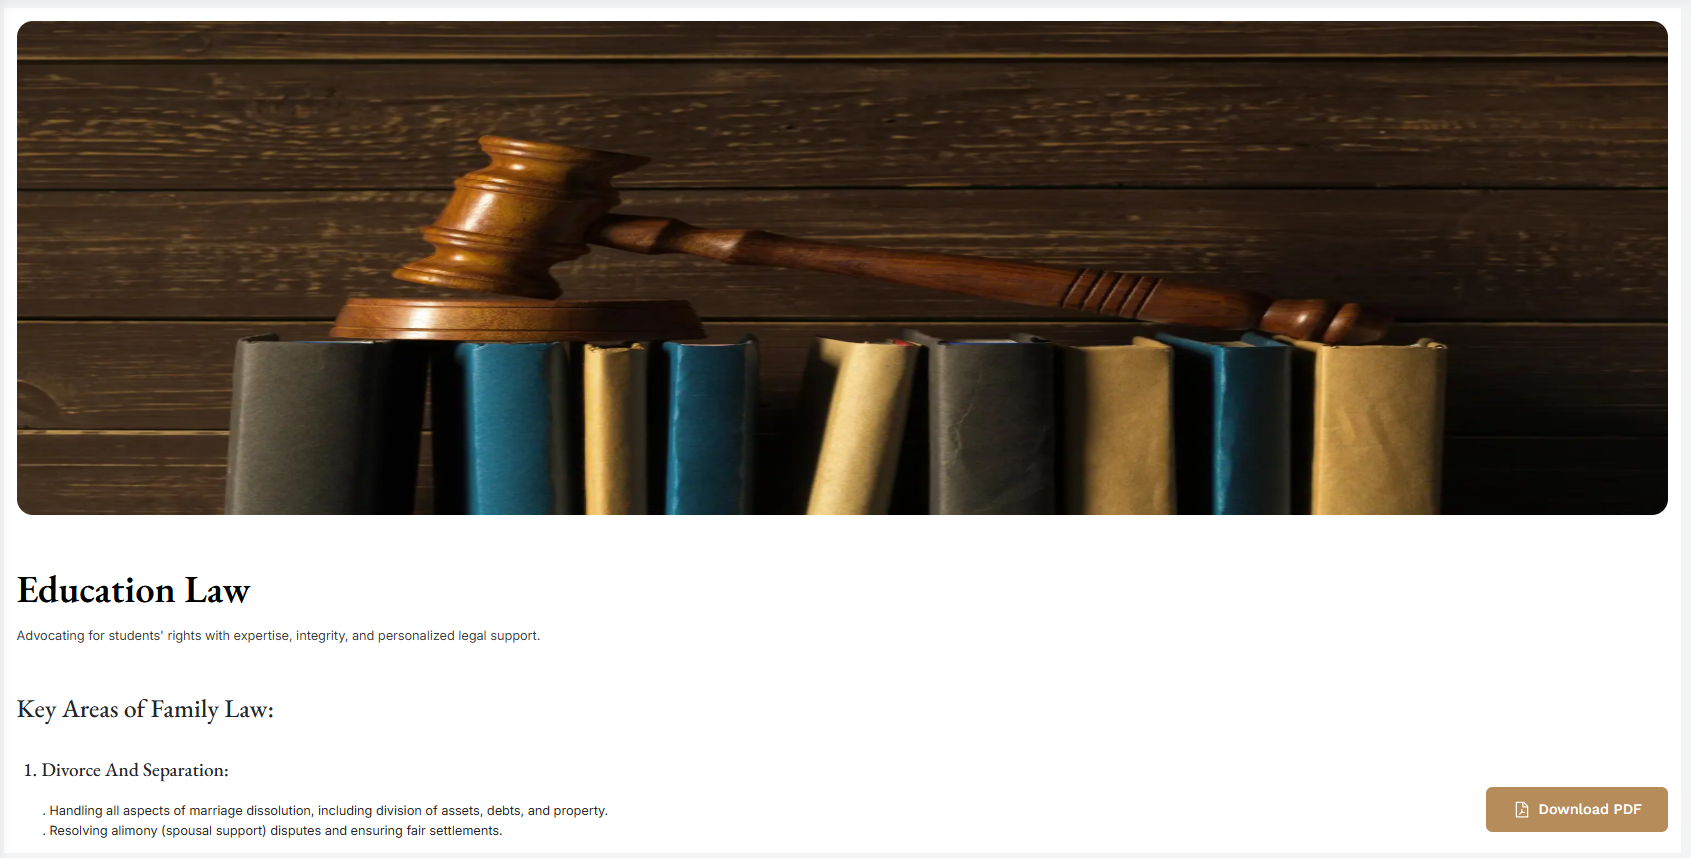 Education Law
Advocating for students' rights with expertise, integrity, and personalized legal support.
Key Areas of Family Law:
1. Divorce And Separation:
. Handling all aspects of marriage dissolution, including division of assets, debts, and property.
. Resolving alimony (spousal support) disputes and ensuring fair settlements.
Download PDF